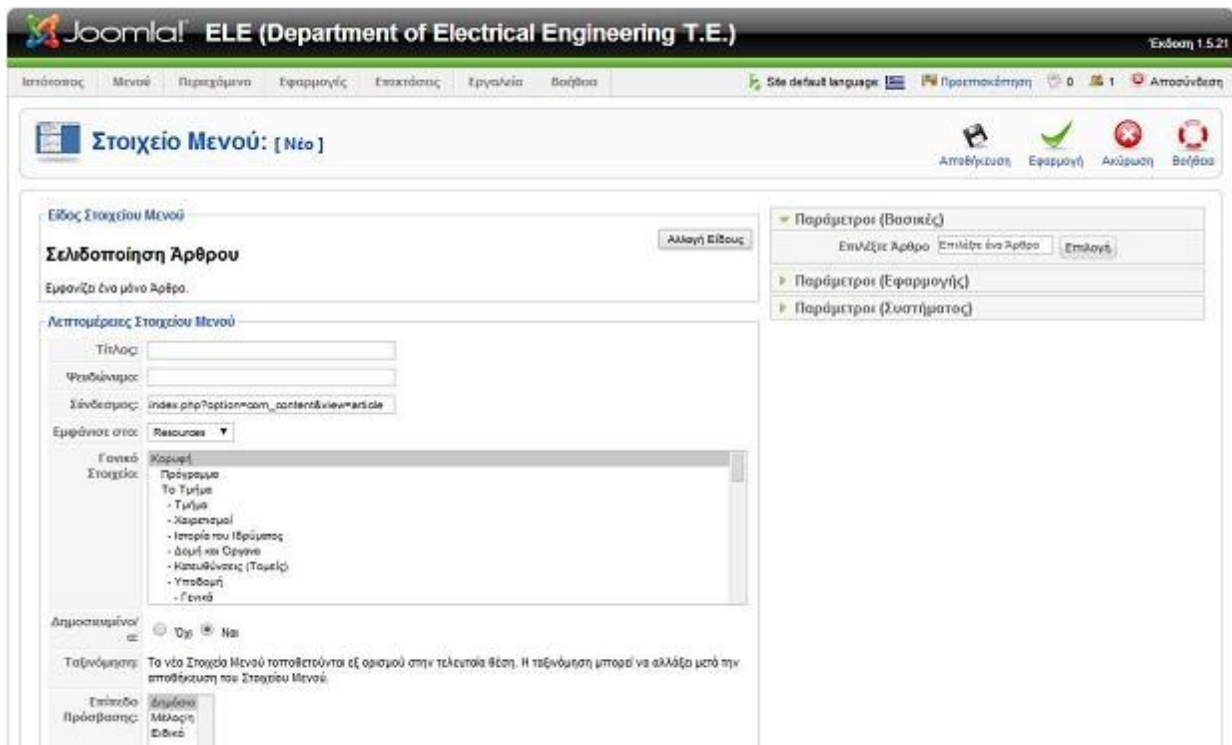 Joomla! ELE (Department of Electrical Engineering T.E.)
Έκδοση 1.5.21
Ιστότοπος Μενού Περιεχόμενο Εφαρμογές Επεκτάσεις Εργαλεία Βοήθεια Site default language: Προεπισκόπηση 0 1 Αποσύνδεση
Στοιχείο Μενού: [ Νέο ]
Αποθήκευση Εφαρμογή Ακύρωση Βοήθεια
Είδος Στοιχείου Μενού
Σελιδοποίηση Άρθρου
Αλλαγή Είδους
Εμφανίζει ένα μόνο Άρθρο.
Λεπτομέρειες Στοιχείου Μενού
Τίτλος:
Ψευδώνυμο:
Σύνδεσμος: index.php?option=com_content&view=article
Εμφάνισε στο: Resources
Γονικό Στοιχείο: Κορυφή
Πρόγραμμα
Το Τμήμα
- Τμήμα
- Χαιρετισμοί
- Ιστορία του Ιδρύματος
- Δομή και Όργανα
- Κατευθύνσεις (Τομείς)
- Υποδομή
- Γενικά
Δημοσιευμένο/α: Όχι Ναι
Ταξινόμηση: Τα νέα Στοιχεία Μενού τοποθετούνται εξ ορισμού στην τελευταία θέση. Η ταξινόμηση μπορεί να αλλάξει μετά την
αποθήκευση του Στοιχείου Μενού.
Επίπεδο Πρόσβασης: Δημόσιο
Μέλος/η
Ειδικό
Παράμετροι (Βασικές)
Επιλέξτε Άρθρο Επιλέξτε ένα Άρθρο Επιλογή
Παράμετροι (Εφαρμογής)
Παράμετροι (Συστήματος)